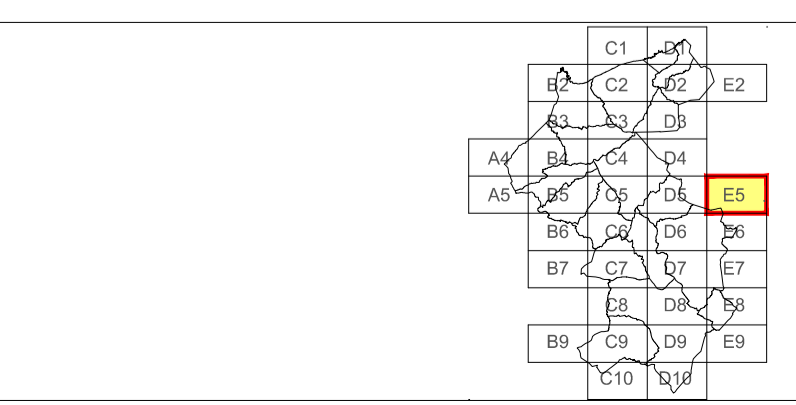 C1 D1
B2 C2 D2 E2
B3 C3 D3
A4 B4 C4 D4
A5 B5 C5 D5 E5
B6 C6 D6 E6
B7 C7 D7 E7
C8 D8 E8
B9 C9 D9 E9
C10 D10